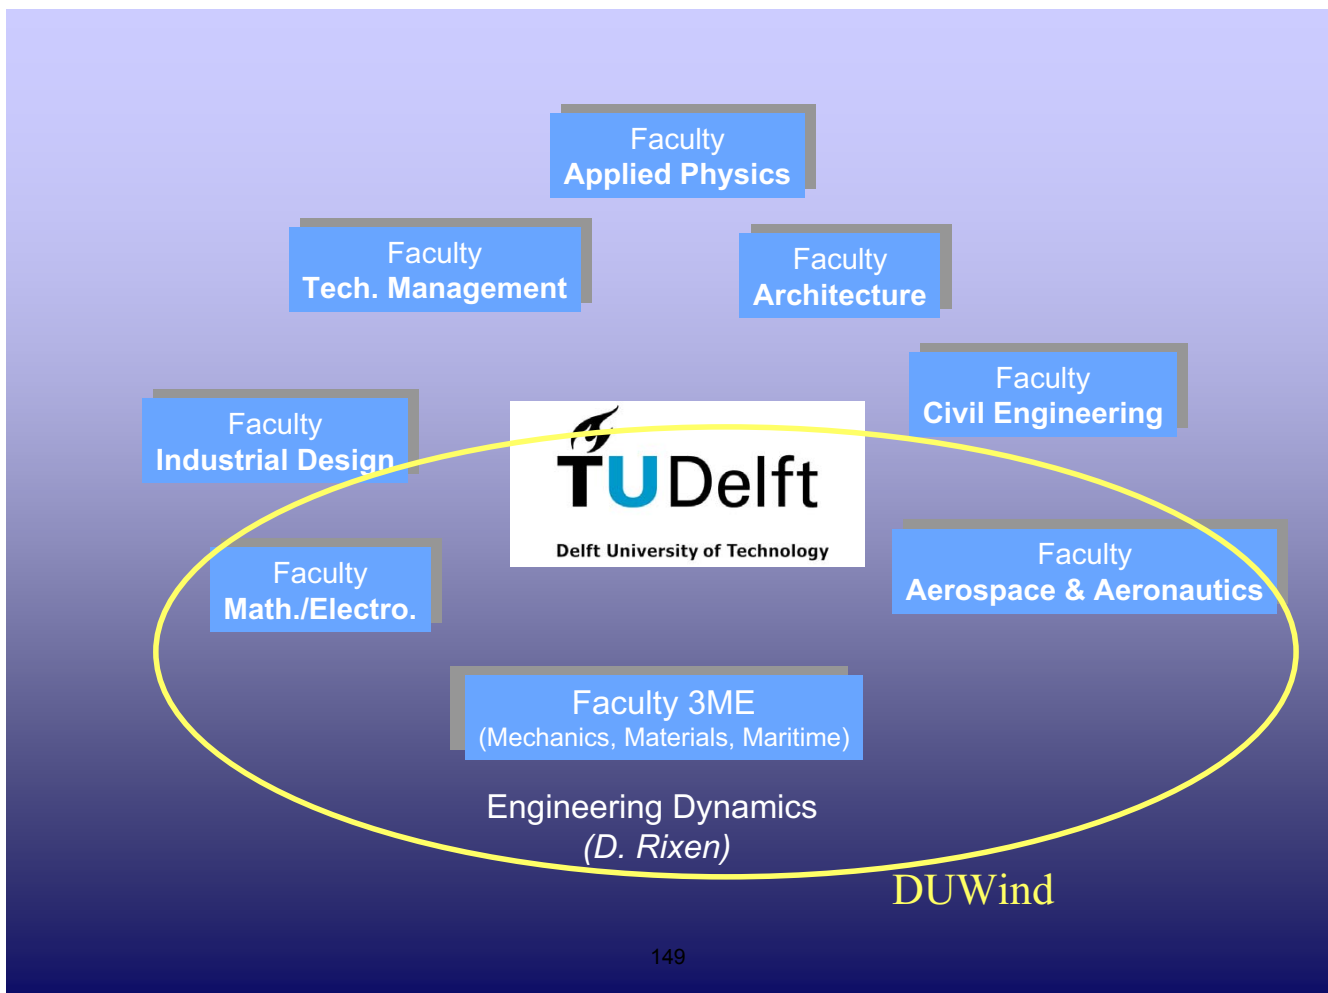 Faculty
Applied Physics
Faculty
Tech. Management
Faculty
Architecture
Faculty
Civil Engineering
Faculty
Industrial Design
TUDelft
Delft University of Technology
Faculty
Math./Electro.
Faculty
Aerospace & Aeronautics
Faculty 3ME
(Mechanics, Materials, Maritime)
Engineering Dynamics
(D. Rixen)
DUWind
149